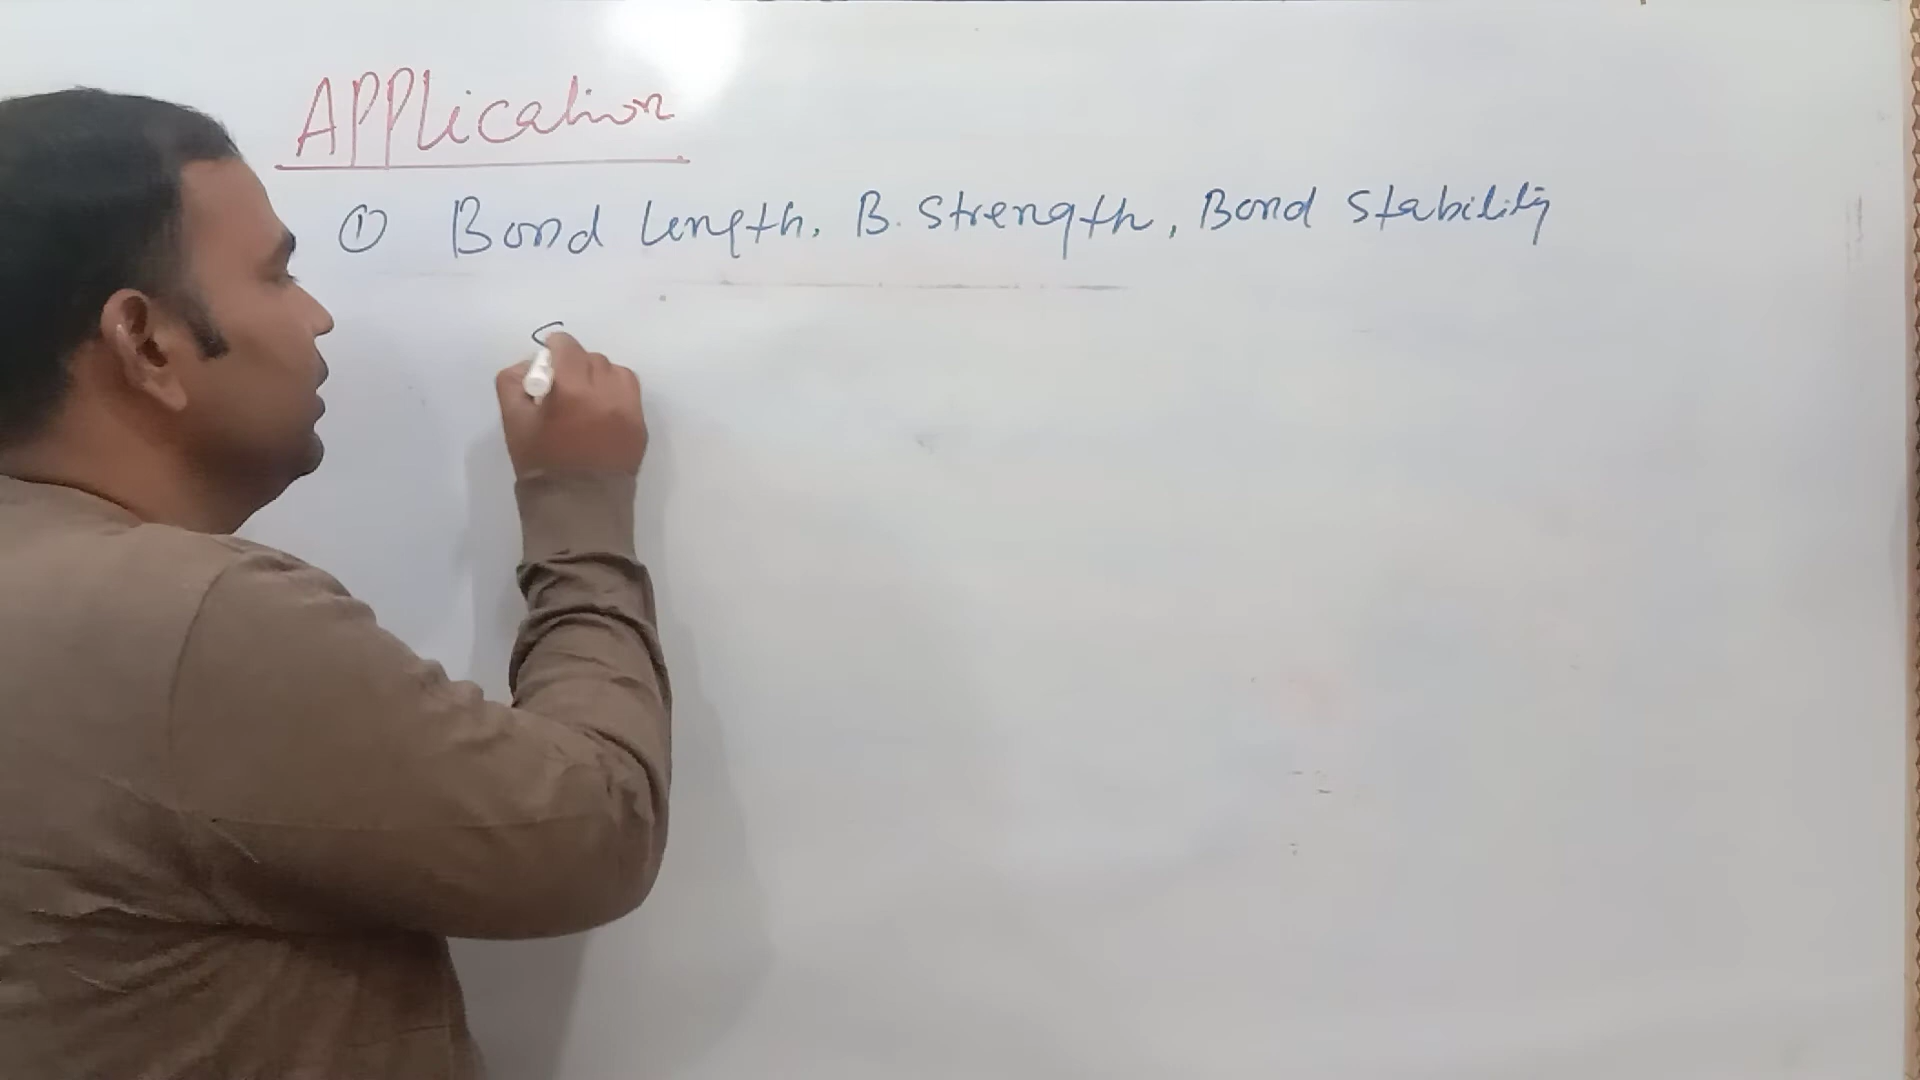 APPlication
① Bond length, B. Strength, Bond Stability